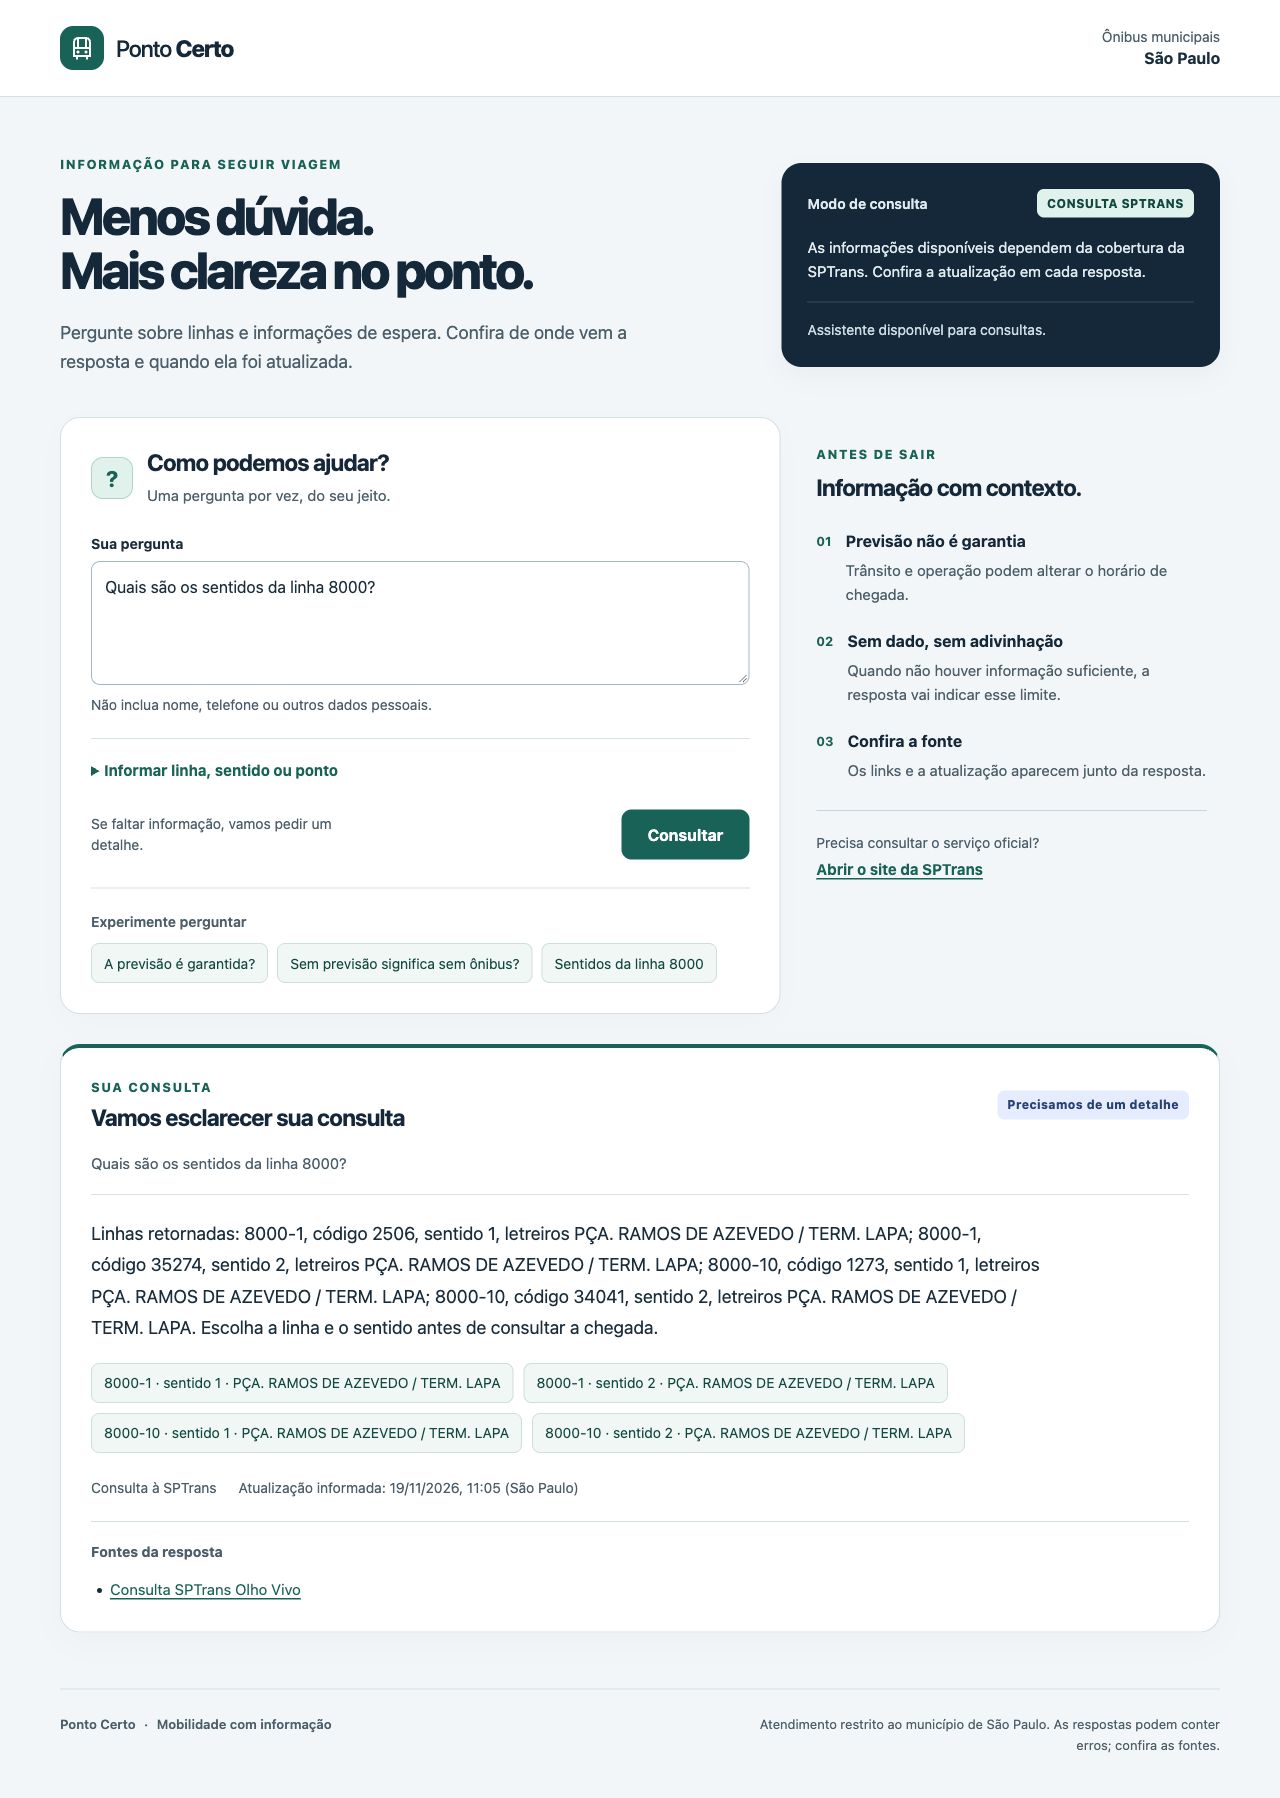 Ponto Certo
Ônibus municipais
São Paulo
INFORMAÇÃO PARA SEGUIR VIAGEM
Menos dúvida.
Mais clareza no ponto.
Pergunte sobre linhas e informações de espera. Confira de onde vem a
resposta e quando ela foi atualizada.
Modo de consulta
CONSULTA SPTRANS
As informações disponíveis dependem da cobertura da
SPTrans. Confira a atualização em cada resposta.
Assistente disponível para consultas.
?
Como podemos ajudar?
Uma pergunta por vez, do seu jeito.
Sua pergunta
Quais são os sentidos da linha 8000?
Não inclua nome, telefone ou outros dados pessoais.
Informar linha, sentido ou ponto
Se faltar informação, vamos pedir um
detalhe.
Consultar
Experimente perguntar
A previsão é garantida?
Sem previsão significa sem ônibus?
Sentidos da linha 8000
ANTES DE SAIR
Informação com contexto.
01 Previsão não é garantia
Trânsito e operação podem alterar o horário de
chegada.
02 Sem dado, sem adivinhação
Quando não houver informação suficiente, a
resposta vai indicar esse limite.
03 Confira a fonte
Os links e a atualização aparecem junto da resposta.
Precisa consultar o serviço oficial?
Abrir o site da SPTrans
SUA CONSULTA
Vamos esclarecer sua consulta
Precisamos de um detalhe
Quais são os sentidos da linha 8000?
Linhas retornadas: 8000-1, código 2506, sentido 1, letreiros PÇA. RAMOS DE AZEVEDO / TERM. LAPA; 8000-1,
código 35274, sentido 2, letreiros PÇA. RAMOS DE AZEVEDO / TERM. LAPA; 8000-10, código 1273, sentido 1, letreiros
PÇA. RAMOS DE AZEVEDO / TERM. LAPA; 8000-10, código 34041, sentido 2, letreiros PÇA. RAMOS DE AZEVEDO /
TERM. LAPA. Escolha a linha e o sentido antes de consultar a chegada.
8000-1 · sentido 1 · PÇA. RAMOS DE AZEVEDO / TERM. LAPA
8000-1 · sentido 2 · PÇA. RAMOS DE AZEVEDO / TERM. LAPA
8000-10 · sentido 1 · PÇA. RAMOS DE AZEVEDO / TERM. LAPA
8000-10 · sentido 2 · PÇA. RAMOS DE AZEVEDO / TERM. LAPA
Consulta à SPTrans
Atualização informada: 19/11/2026, 11:05 (São Paulo)
Fontes da resposta
• Consulta SPTrans Olho Vivo
Ponto Certo · Mobilidade com informação
Atendimento restrito ao município de São Paulo. As respostas podem conter
erros; confira as fontes.